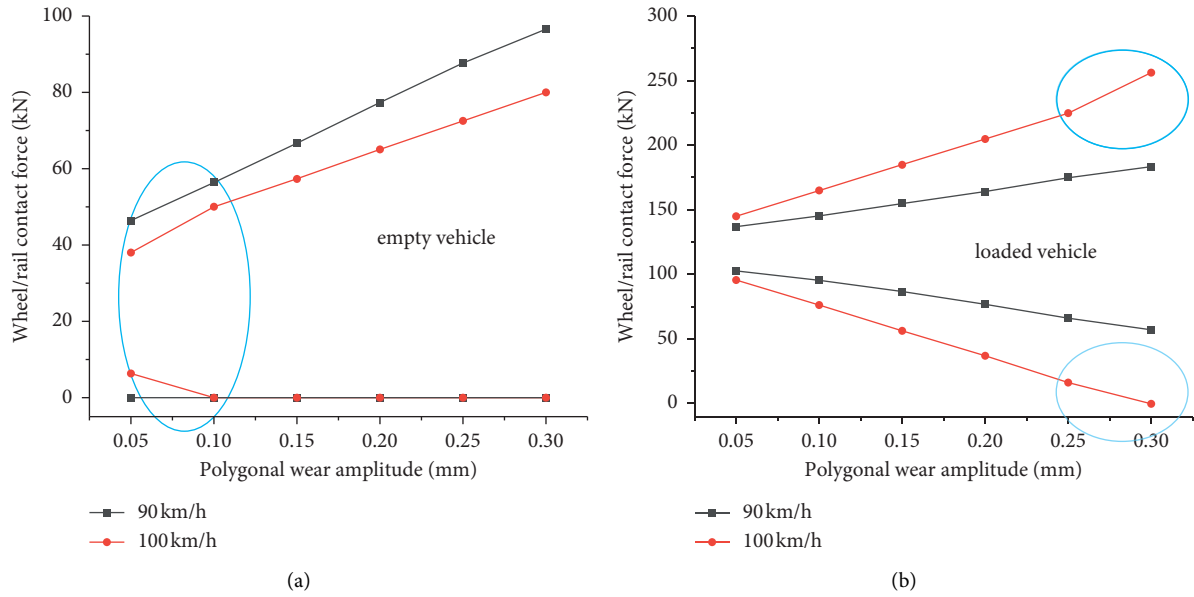 100
80
60
40
20
0
Wheel/rail contact force (kN)
empty vehicle
0.05 0.10 0.15 0.20 0.25 0.30
Polygonal wear amplitude (mm)
90 km/h
100 km/h
(a)
300
250
200
150
100
50
0
Wheel/rail contact force (kN)
loaded vehicle
0.05 0.10 0.15 0.20 0.25 0.30
Polygonal wear amplitude (mm)
90 km/h
100 km/h
(b)